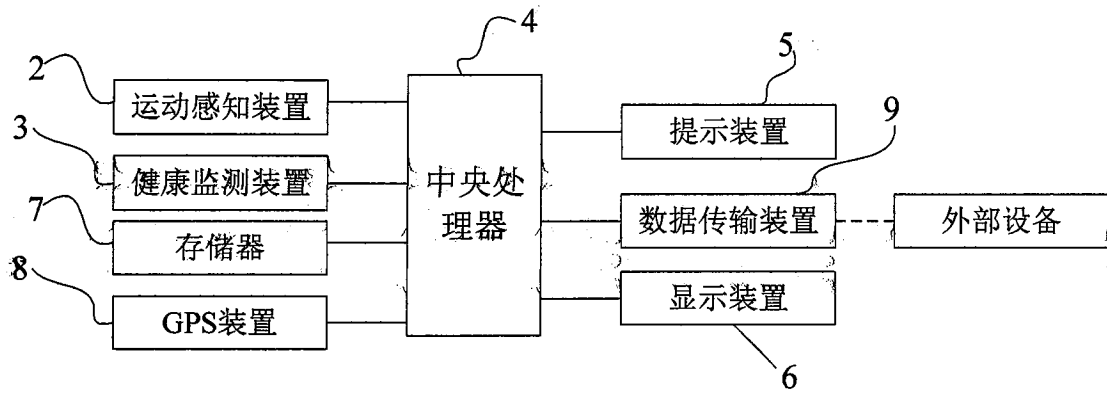 4
5
2
运动感知装置
提示装置
9
3
健康监测装置
中央处
理器
7
数据传输装置
外部设备
存储器
8
显示装置
GPS装置
6